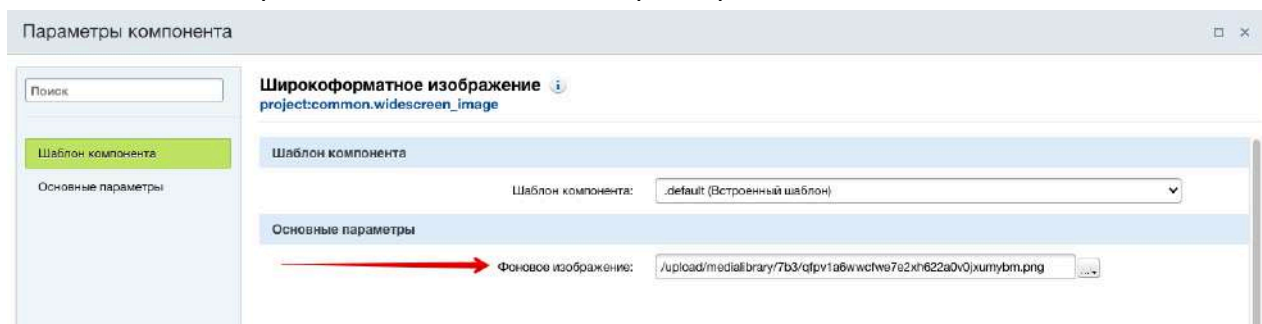 Параметры компонента
Поиск
Широкоформатное изображение
project:common.widescreen_image
Шаблон компонента
Основные параметры
Шаблон компонента
Шаблон компонента:
.default (Встроенный шаблон)
Основные параметры
Фоновое изображение:
/upload/medialibrary/7b3/qfpv1a6wwcfwe7e2xh622a0v0jxumybm.png
...